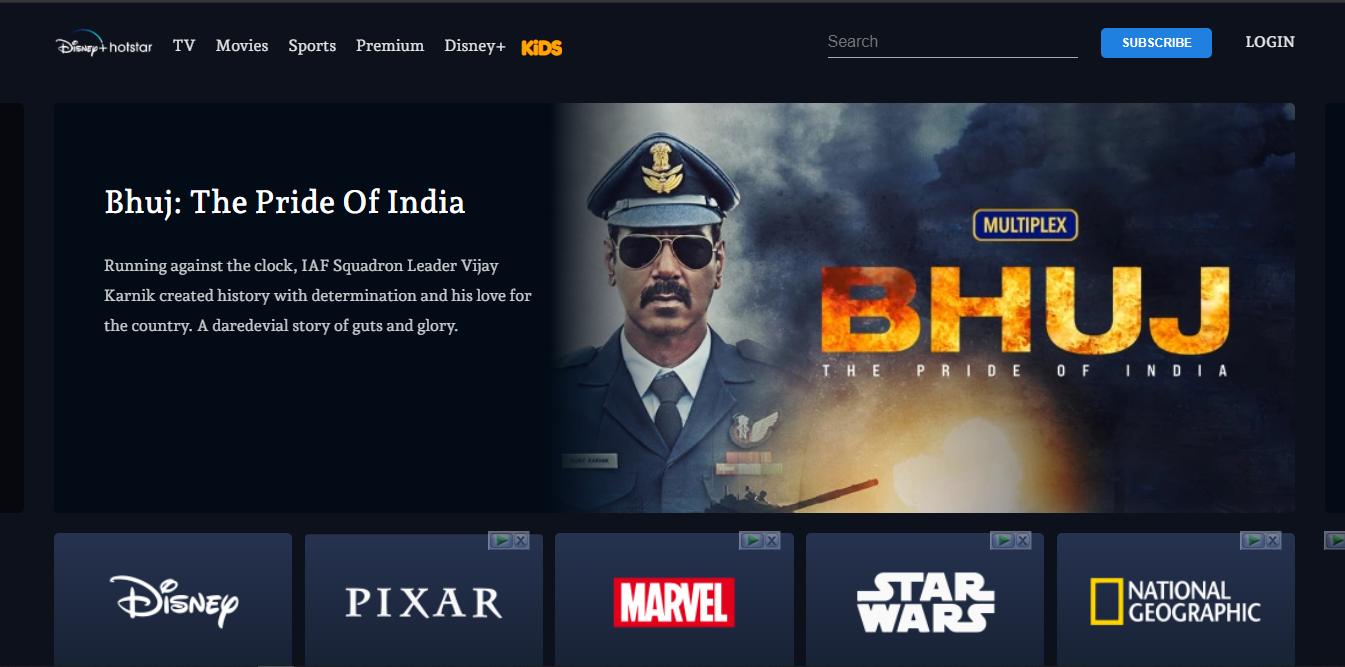 Disney+ hotstar TV Movies Sports Premium Disney+ KiDS Search SUBSCRIBE LOGIN
Bhuj: The Pride Of India
Running against the clock, IAF Squadron Leader Vijay
Karnik created history with determination and his love for
the country. A daredevial story of guts and glory.
MULTIPLEX
BHUJ
THE PRIDE OF INDIA
DISNEY
PIXAR
MARVEL
STAR
WARS
NATIONAL
GEOGRAPHIC